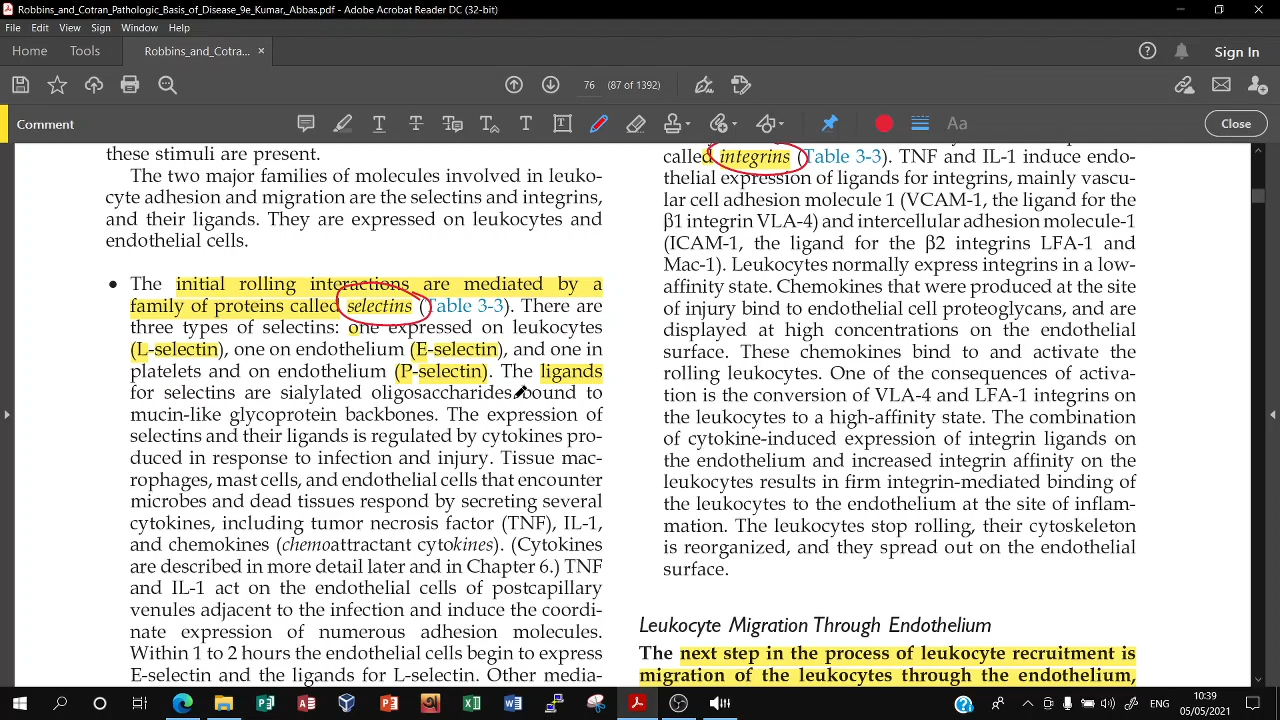 Robbins_and_Cotran_Pathologic_Basis_of_Disease_9e_Kumar_Abbas.pdf - Adobe Acrobat Reader DC (32-bit)
File Edit View Sign Window Help
Home Tools Robbins_and_Cotra... × Sign In
76 (87 of 1392)
Comment Aa Close
these stimuli are present.
The two major families of molecules involved in leuko-
cyte adhesion and migration are the selectins and integrins,
and their ligands. They are expressed on leukocytes and
endothelial cells.
• The initial rolling interactions are mediated by a
family of proteins called selectins (Table 3-3). There are
three types of selectins: one expressed on leukocytes
(L-selectin), one on endothelium (E-selectin), and one in
platelets and on endothelium (P-selectin). The ligands
for selectins are sialylated oligosaccharides bound to
mucin-like glycoprotein backbones. The expression of
selectins and their ligands is regulated by cytokines pro-
duced in response to infection and injury. Tissue mac-
rophages, mast cells, and endothelial cells that encounter
microbes and dead tissues respond by secreting several
cytokines, including tumor necrosis factor (TNF), IL-1,
and chemokines (chemoattractant cytokines). (Cytokines
are described in more detail later and in Chapter 6.) TNF
and IL-1 act on the endothelial cells of postcapillary
venules adjacent to the infection and induce the coordi-
nate expression of numerous adhesion molecules.
Within 1 to 2 hours the endothelial cells begin to express
E-selectin and the ligands for L-selectin. Other media-
called integrins (Table 3-3). TNF and IL-1 induce endo-
thelial expression of ligands for integrins, mainly vascu-
lar cell adhesion molecule 1 (VCAM-1, the ligand for the
β1 integrin VLA-4) and intercellular adhesion molecule-1
(ICAM-1, the ligand for the β2 integrins LFA-1 and
Mac-1). Leukocytes normally express integrins in a low-
affinity state. Chemokines that were produced at the site
of injury bind to endothelial cell proteoglycans, and are
displayed at high concentrations on the endothelial
surface. These chemokines bind to and activate the
rolling leukocytes. One of the consequences of activa-
tion is the conversion of VLA-4 and LFA-1 integrins on
the leukocytes to a high-affinity state. The combination
of cytokine-induced expression of integrin ligands on
the endothelium and increased integrin affinity on the
leukocytes results in firm integrin-mediated binding of
the leukocytes to the endothelium at the site of inflam-
mation. The leukocytes stop rolling, their cytoskeleton
is reorganized, and they spread out on the endothelial
surface.
Leukocyte Migration Through Endothelium
The next step in the process of leukocyte recruitment is
migration of the leukocytes through the endothelium,
ENG 10:39
05/05/2021